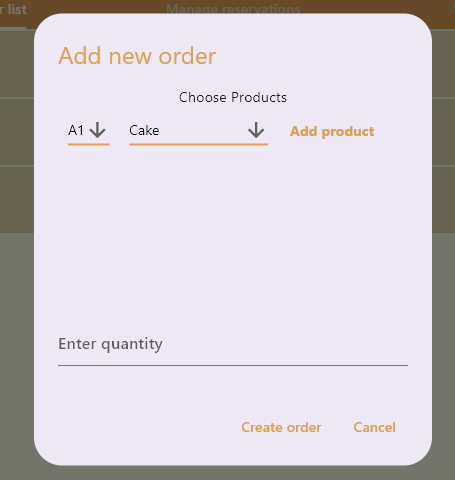 r list Manage reservations
Add new order
Choose Products
A1 Cake Add product
Enter quantity
Create order Cancel